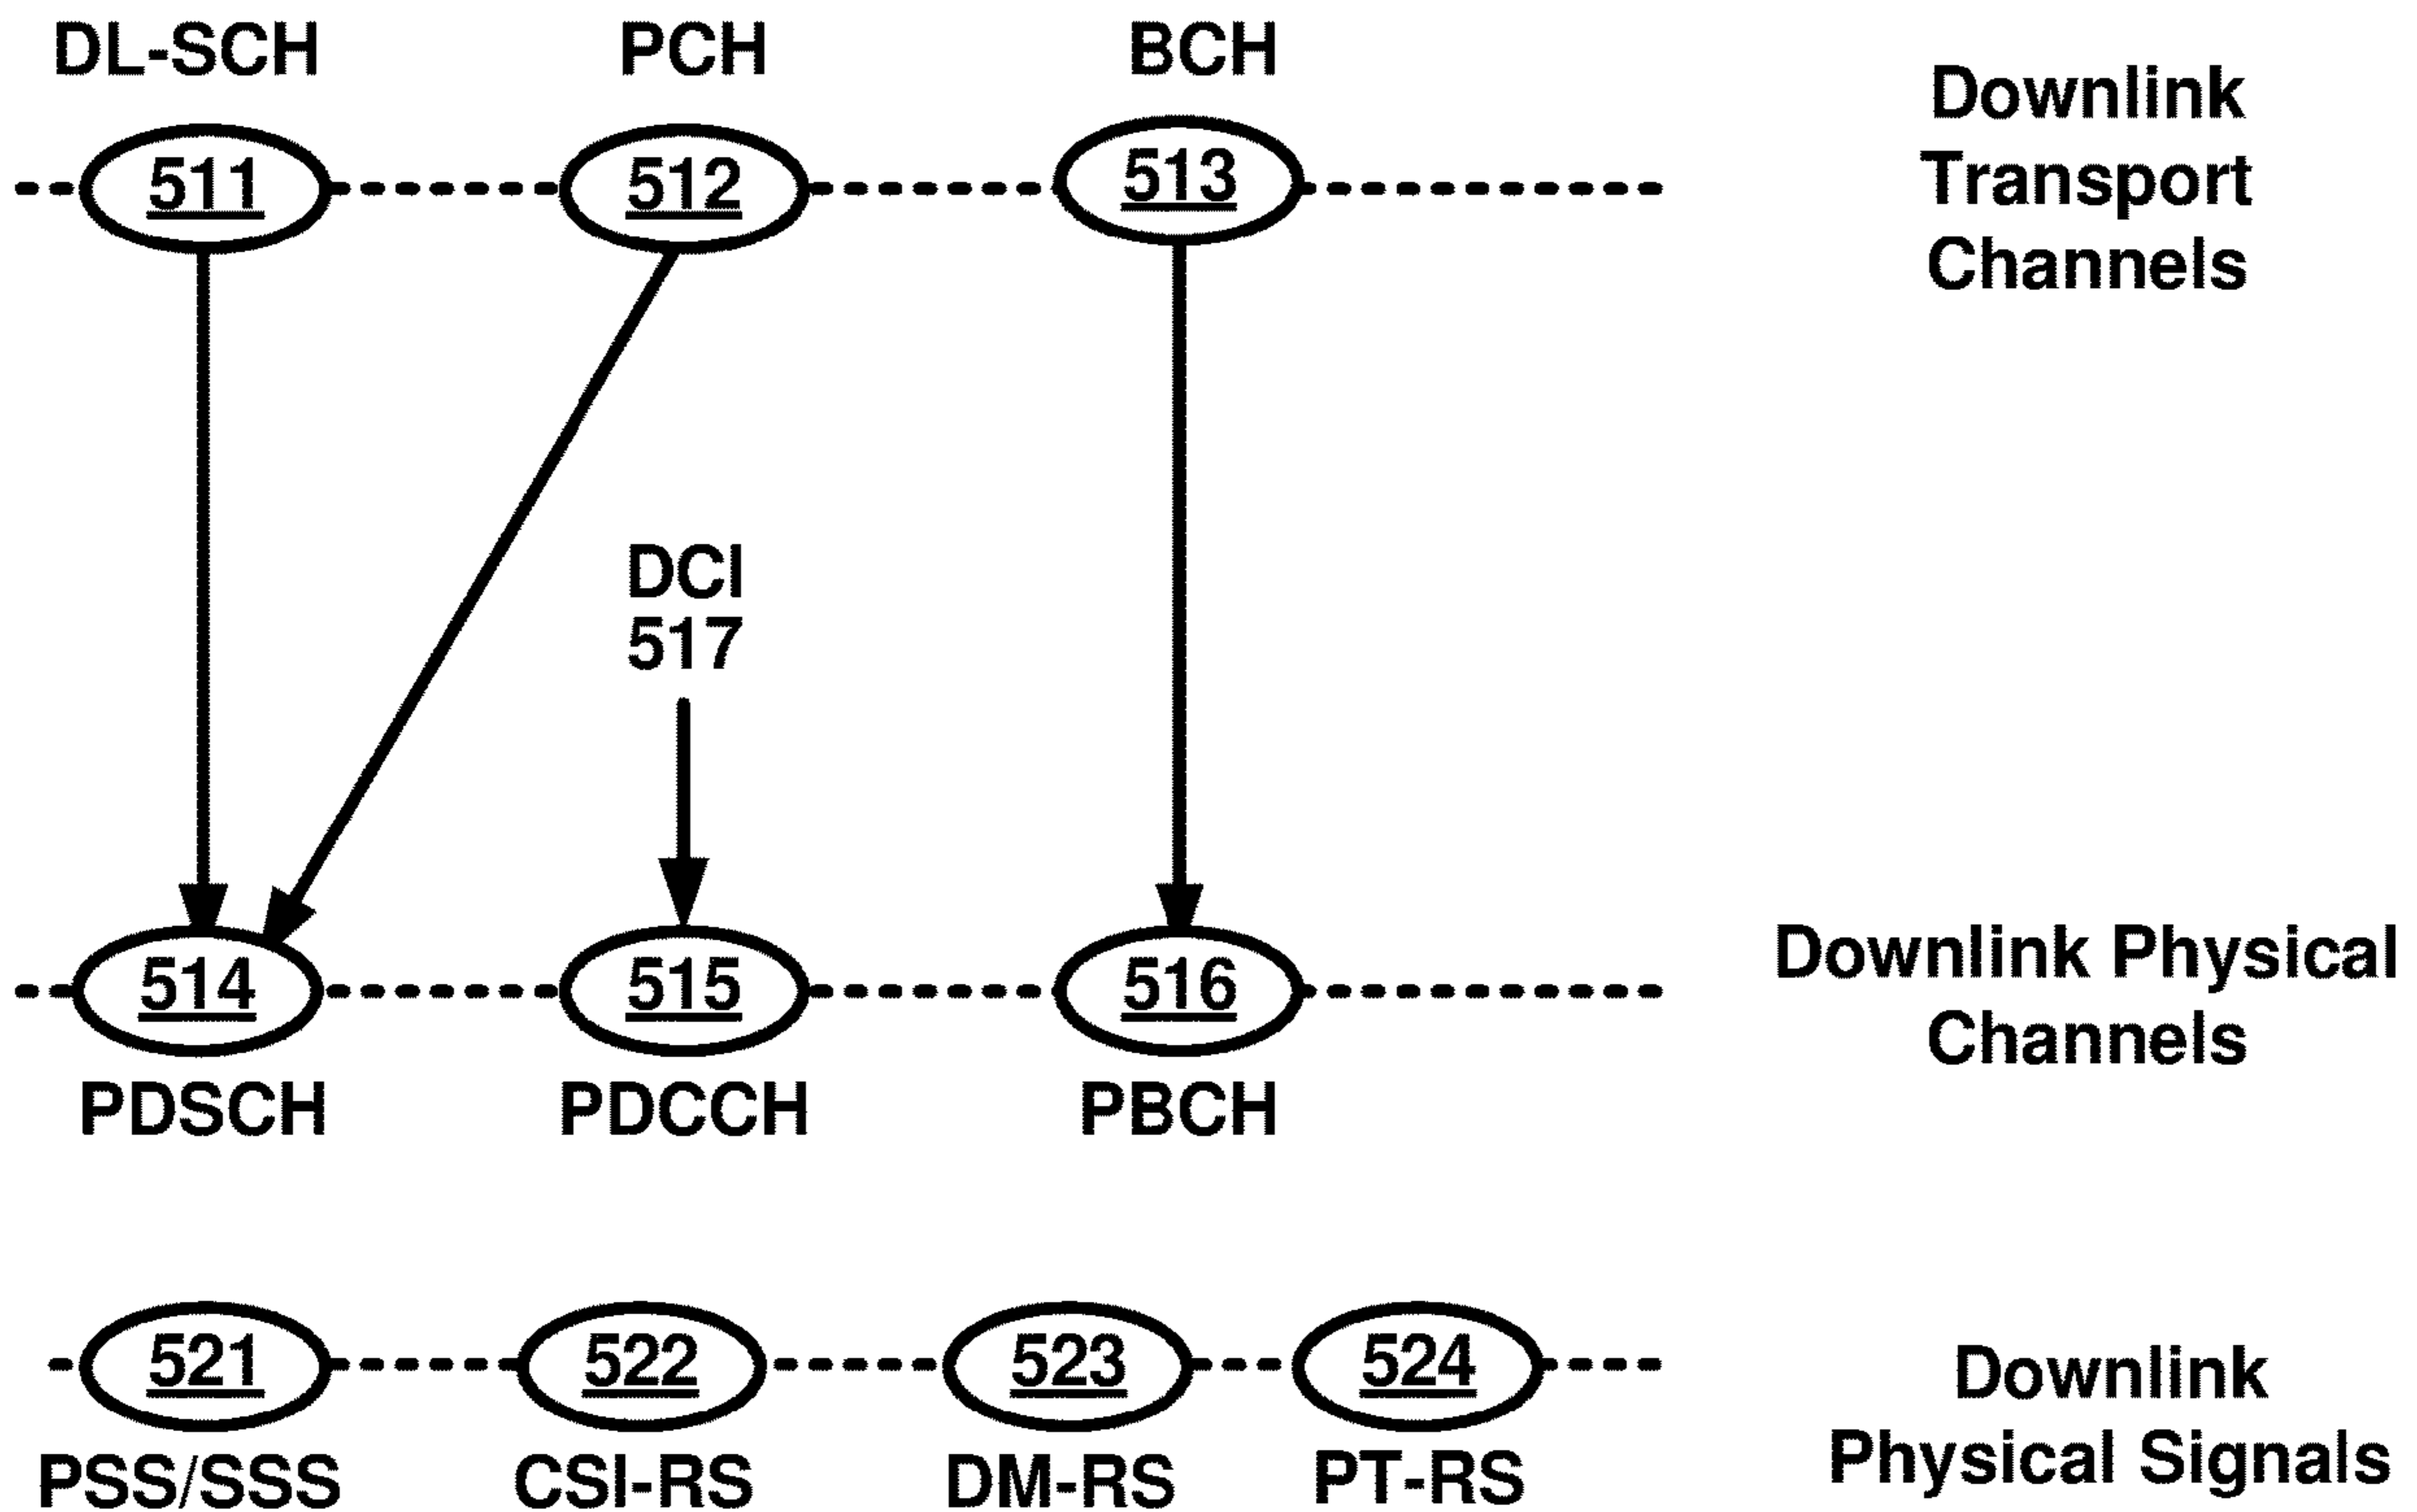 DL-SCH
PCH
BCH
Downlink
Transport
Channels
511
512
513
DCI
517
514
515
516
Downlink Physical
Channels
PDSCH
PDCCH
PBCH
521
522
523
524
Downlink
Physical Signals
PSS/SSS
CSI-RS
DM-RS
PT-RS